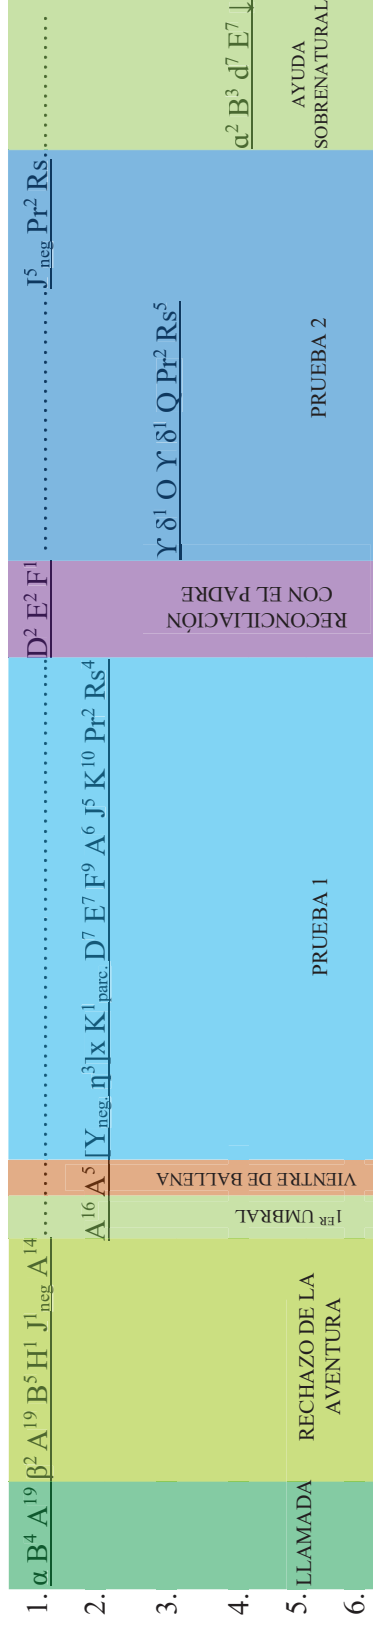 1. α B⁴ A¹⁹ β² A¹⁹ B⁵ H¹ J¹neg A¹⁴ .......... D² E² F¹ .......... J⁵neg Pr² Rs ..........
2. A¹⁶ A⁵ [Yneg. η³]x K¹parc. D⁷ E⁷ F⁹ A⁶ J⁵ K¹⁰ Pr² Rs⁴
3. ϒ δ¹ O ϒ δ¹ Q Pr² Rs⁵
4. α² B³ d⁷ E⁷ ↓
5.
6.
LLAMADA
RECHAZO DE LA
AVENTURA
1ER UMBRAL
VIENTRE DE BALLENA
PRUEBA 1
RECONCILIACIÓN
CON EL PADRE
PRUEBA 2
AYUDA
SOBRENATURAL